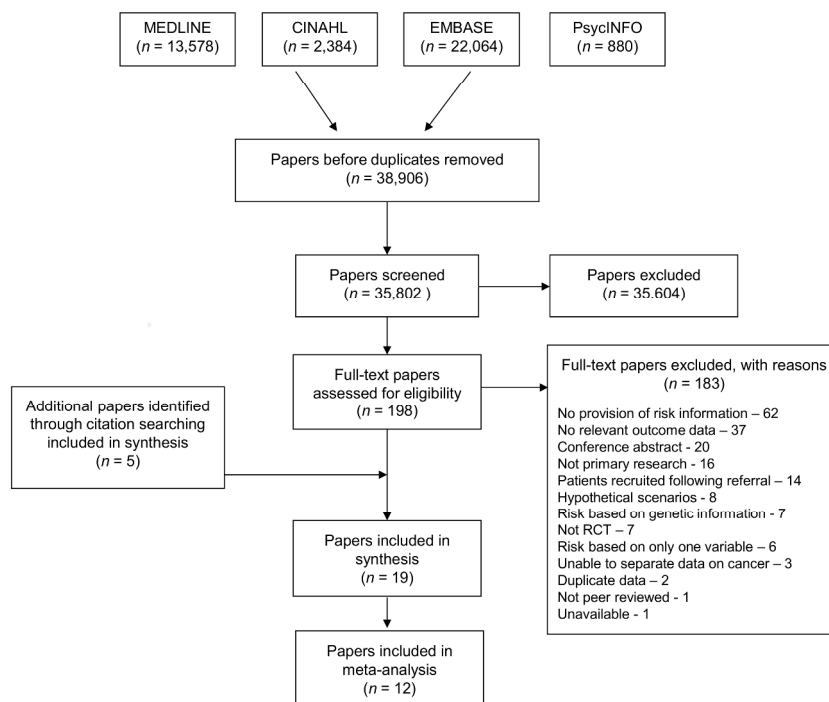 MEDLINE
(n = 13,578)
CINAHL
(n = 2,384)
EMBASE
(n = 22,064)
PsycINFO
(n = 880)
Papers before duplicates removed
(n = 38,906)
Papers screened
(n = 35,802 )
Papers excluded
(n = 35.604)
Full-text papers
assessed for eligibility
(n = 198)
Full-text papers excluded, with reasons
(n = 183)
No provision of risk information – 62
No relevant outcome data – 37
Conference abstract - 20
Not primary research - 16
Patients recruited following referral – 14
Hypothetical scenarios - 8
Risk based on genetic information - 7
Not RCT – 7
Risk based on only one variable – 6
Unable to separate data on cancer – 3
Duplicate data – 2
Not peer reviewed - 1
Unavailable - 1
Additional papers identified
through citation searching
included in synthesis
(n = 5)
Papers included in
synthesis
(n = 19)
Papers included in
meta-analysis
(n = 12)